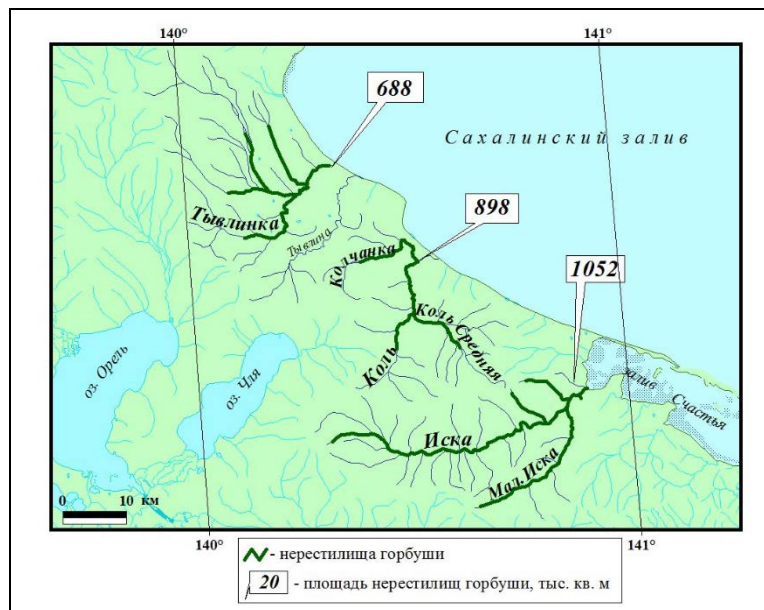 140°
141°
688
Сахалинский залив
898
Тывлинка
Тывлина
Колчанка
1052
Коль Средняя
Коль
оз. Орель
оз. Чля
залив Счастья
Иска
Мал. Иска
0 10 км
140°
141°
- нерестилища горбуши
20 - площадь нерестилищ горбуши, тыс. кв. м